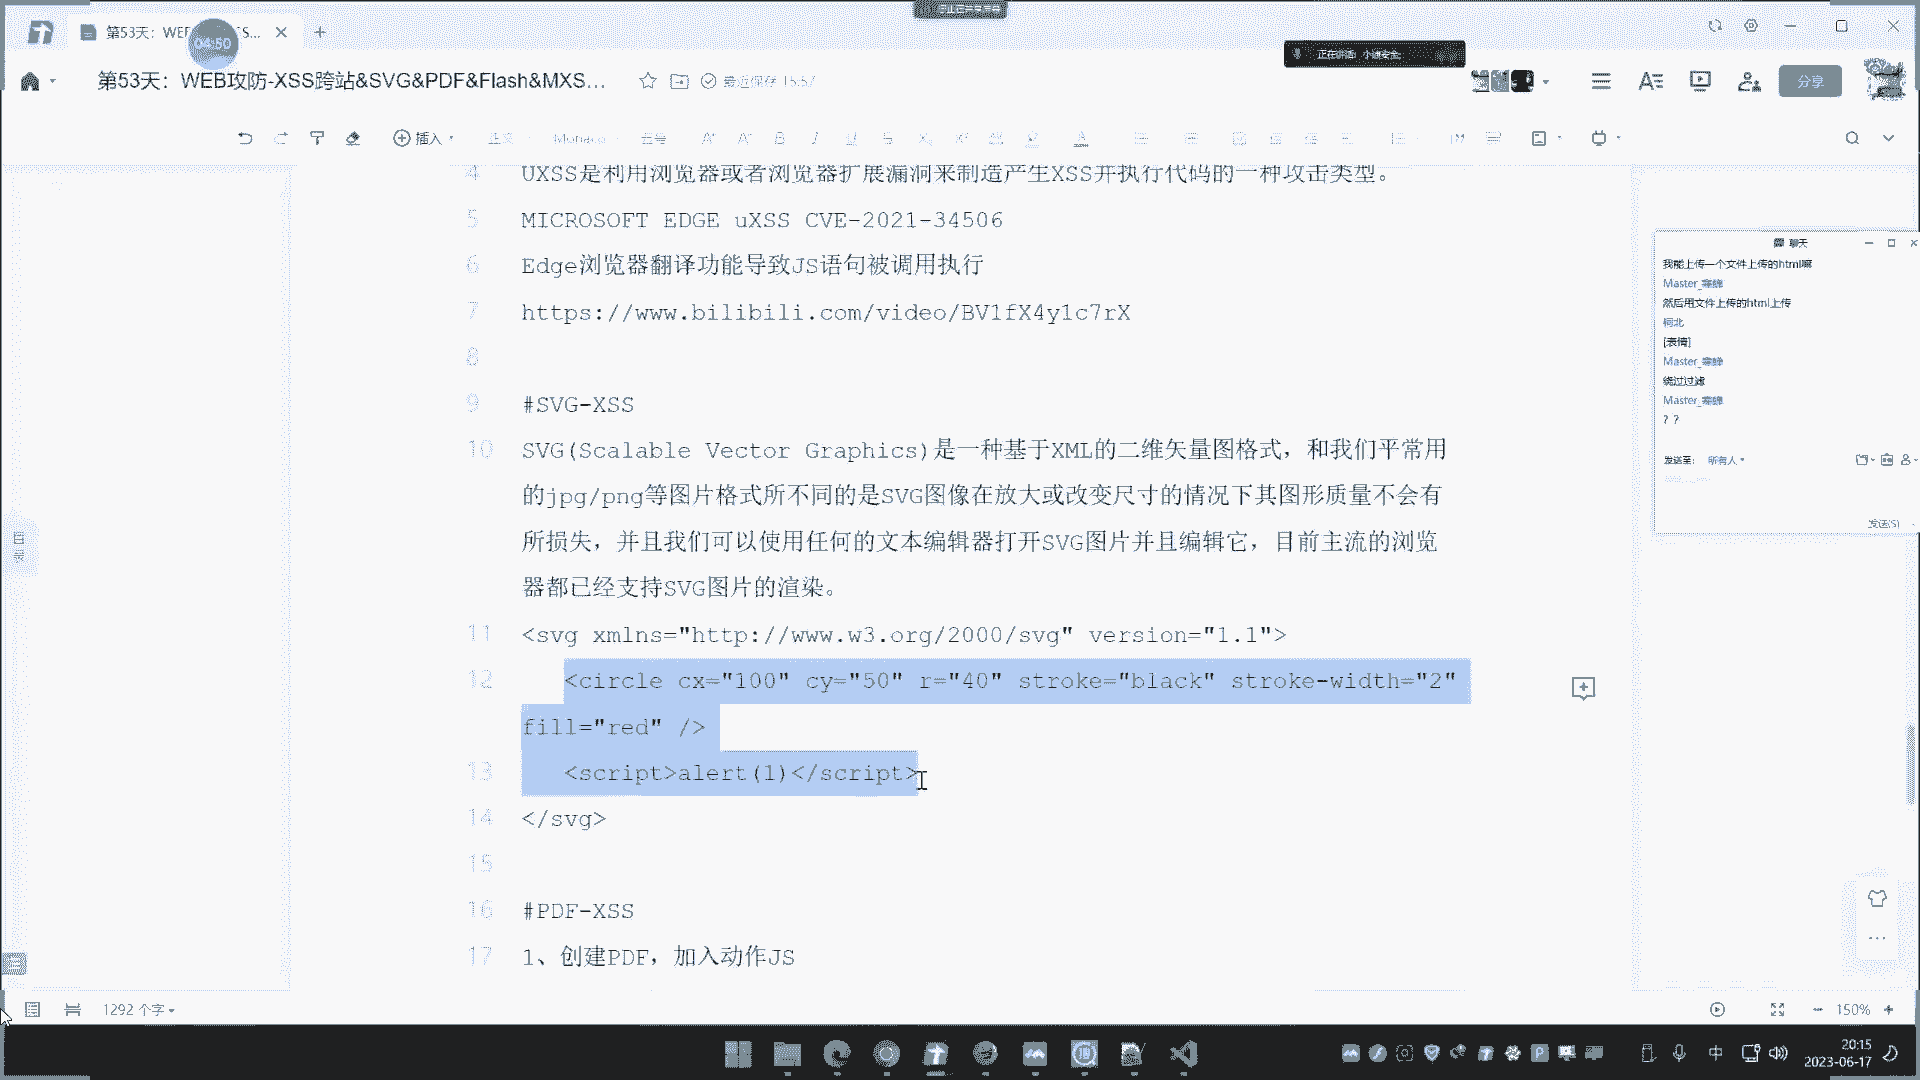 第53天：WE
S...
04:50
正在讲话: 小迪安全
第53天：WEB攻防-XSS跨站&SVG&PDF&Flash&MXS...
最近保存 15:57
分享
插入
正文
Monaco
4 UXSS是利用浏览器或者浏览器扩展漏洞来制造产生XSS并执行代码的一种攻击类型。
5 MICROSOFT EDGE uXSS CVE-2021-34506
6 Edge浏览器翻译功能导致JS语句被调用执行
7 https://www.bilibili.com/video/BV1fX4y1c7rX
8
9 #SVG-XSS
10 SVG(Scalable Vector Graphics)是一种基于XML的二维矢量图格式，和我们平常用
的jpg/png等图片格式所不同的是SVG图像在放大或改变尺寸的情况下其图形质量不会有
所损失，并且我们可以使用任何的文本编辑器打开SVG图片并且编辑它，目前主流的浏览
器都已经支持SVG图片的渲染。
11 <svg xmlns="http://www.w3.org/2000/svg" version="1.1">
12 <circle cx="100" cy="50" r="40" stroke="black" stroke-width="2"
fill="red" />
13 <script>alert(1)</script>
14 </svg>
15
16 #PDF-XSS
17 1、创建PDF，加入动作JS
目录
聊天
我能上传一个文件上传的html嘛
Master_
然后用文件上传的html上传
柯北
[表情]
Master_
绕过过滤
Master_
？？
发送至: 所有人
发送(S)
1292 个字
150%
中
20:15
2023-06-17